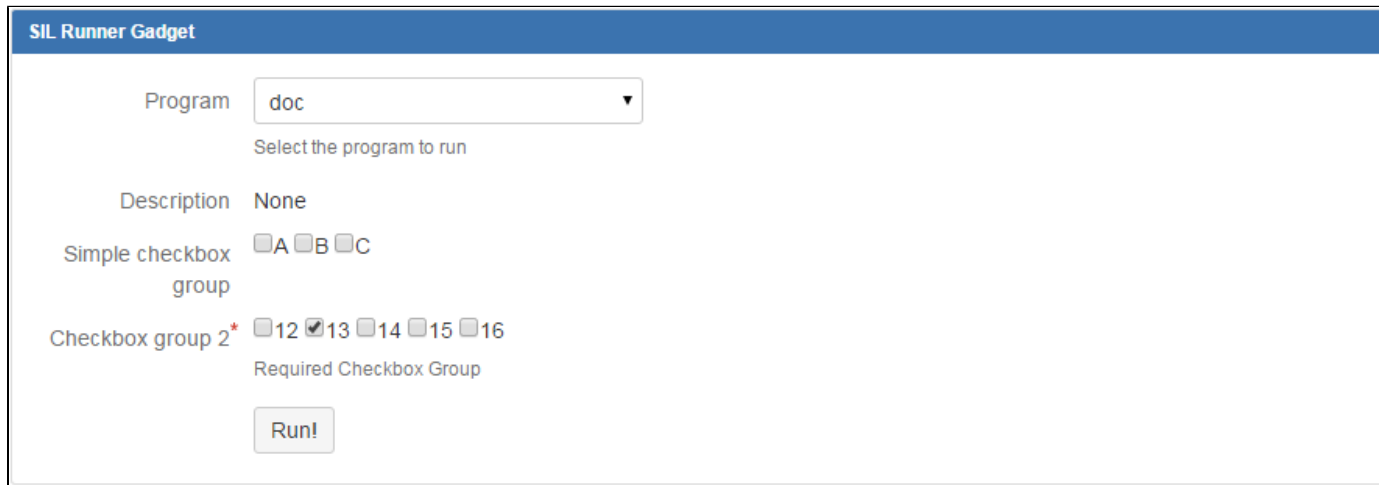 SIL Runner Gadget
Program doc
Select the program to run
Description None
Simple checkbox group A B C
Checkbox group 2* 12 13 14 15 16
Required Checkbox Group
Run!